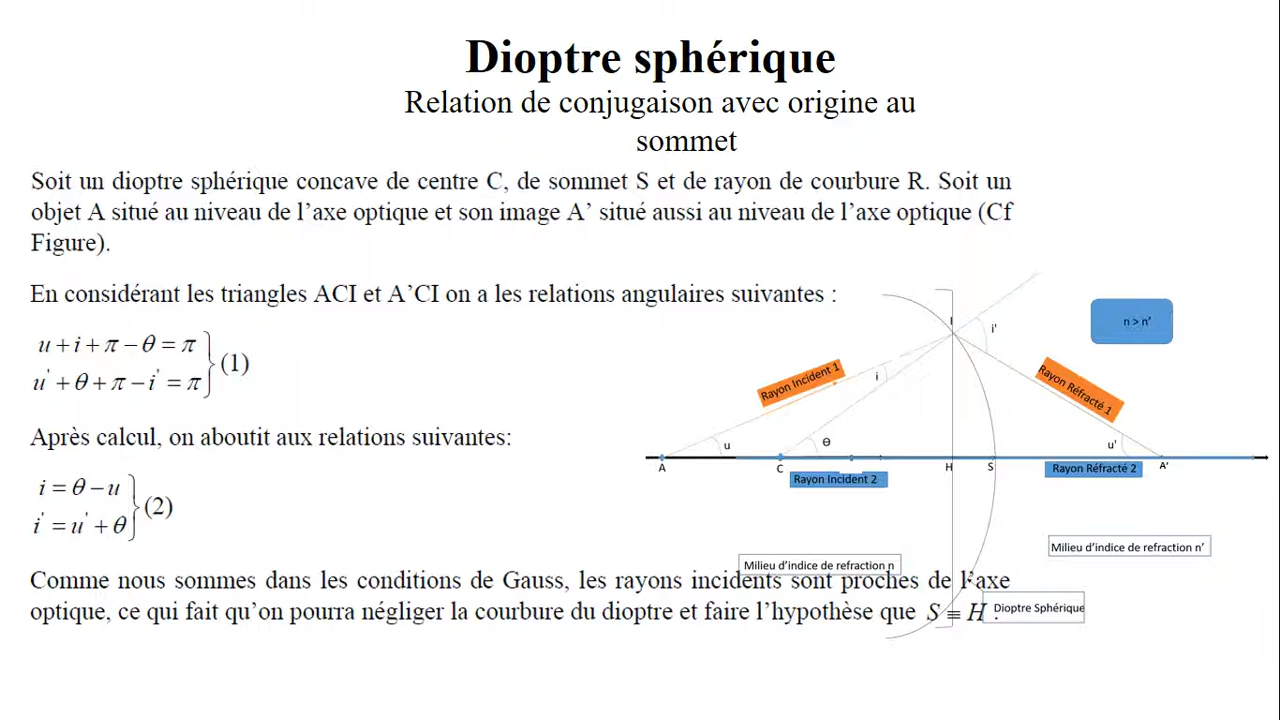 Dioptre sphérique
Relation de conjugaison avec origine au
sommet
Soit un dioptre sphérique concave de centre C, de sommet S et de rayon de courbure R. Soit un
objet A situé au niveau de l’axe optique et son image A’ situé aussi au niveau de l’axe optique (Cf
Figure).
En considérant les triangles ACI et A’CI on a les relations angulaires suivantes :
u + i + π − θ = π
u' + θ + π − i' = π
(1)
Après calcul, on aboutit aux relations suivantes:
i = θ − u
i' = u' + θ
(2)
Comme nous sommes dans les conditions de Gauss, les rayons incidents sont proches de l’axe
optique, ce qui fait qu’on pourra négliger la courbure du dioptre et faire l’hypothèse que S ≡ H .
n > n’
I
i'
Rayon Incident 1
i
Rayon Réfracté 1
u
θ
u'
A
C
H
S
A’
Rayon Incident 2
Rayon Réfracté 2
Milieu d’indice de refraction n
Milieu d’indice de refraction n’
Dioptre Sphérique